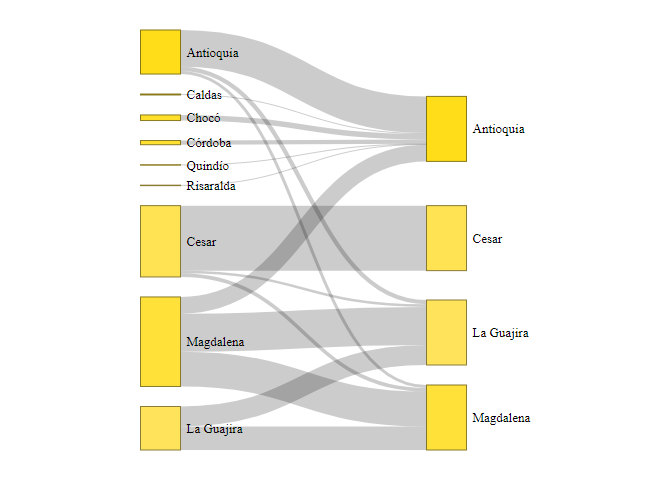 Antioquia
Caldas
Chocó
Córdoba
Quindío
Risaralda
Cesar
Magdalena
La Guajira
Antioquia
Cesar
La Guajira
Magdalena